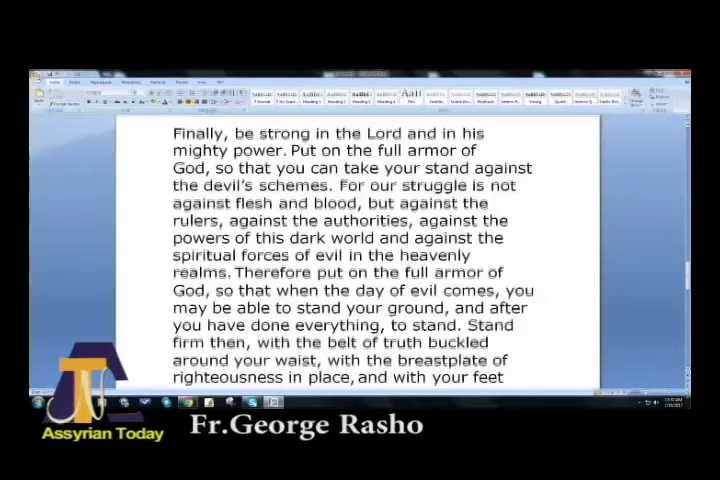 Finally, be strong in the Lord and in his
mighty power. Put on the full armor of
God, so that you can take your stand against
the devil's schemes. For our struggle is not
against flesh and blood, but against the
rulers, against the authorities, against the
powers of this dark world and against the
spiritual forces of evil in the heavenly
realms. Therefore put on the full armor of
God, so that when the day of evil comes, you
may be able to stand your ground, and after
you have done everything, to stand. Stand
firm then, with the belt of truth buckled
around your waist, with the breastplate of
righteousness in place, and with your feet
Assyrian Today
Fr.George Rasho